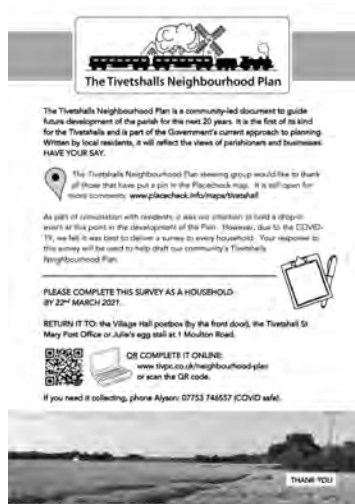 The Tivetshalls Neighbourhood Plan
The Tivetshalls Neighbourhood Plan is a community-led document to guide
future development of the parish for the next 20 years. It is the first of its kind
for the Tivetshalls and is part of the Government's current approach to planning.
Written by local residents, it will reflect the views of parishioners and businesses.
HAVE YOUR SAY.
The Tivetshalls Neighbourhood Plan steering group would like to thank
all those that have put a pin in the Placecheck map. It is still open for
more comments. www.placecheck.info/maps/tivetshall
As part of consultation with residents, it was our intention to hold a drop-in
event at this point in the development of the Plan. However, due to the COVID-
19, we felt it was best to deliver a survey to every household. Your response to
this survey will be used to help draft our community's Tivetshalls
Neighbourhood Plan.
PLEASE COMPLETE THIS SURVEY AS A HOUSEHOLD
BY 22ND MARCH 2021.
RETURN IT TO: the Village Hall postbox (by the front door), the Tivetshall St
Mary Post Office or Julie's egg stall at 1 Moulton Road.
OR COMPLETE IT ONLINE:
www.tivpc.co.uk/neighbourhood-plan
or scan the QR code.
If you need it collecting, phone Alyson: 07753 746557 (COVID safe).
THANK YOU